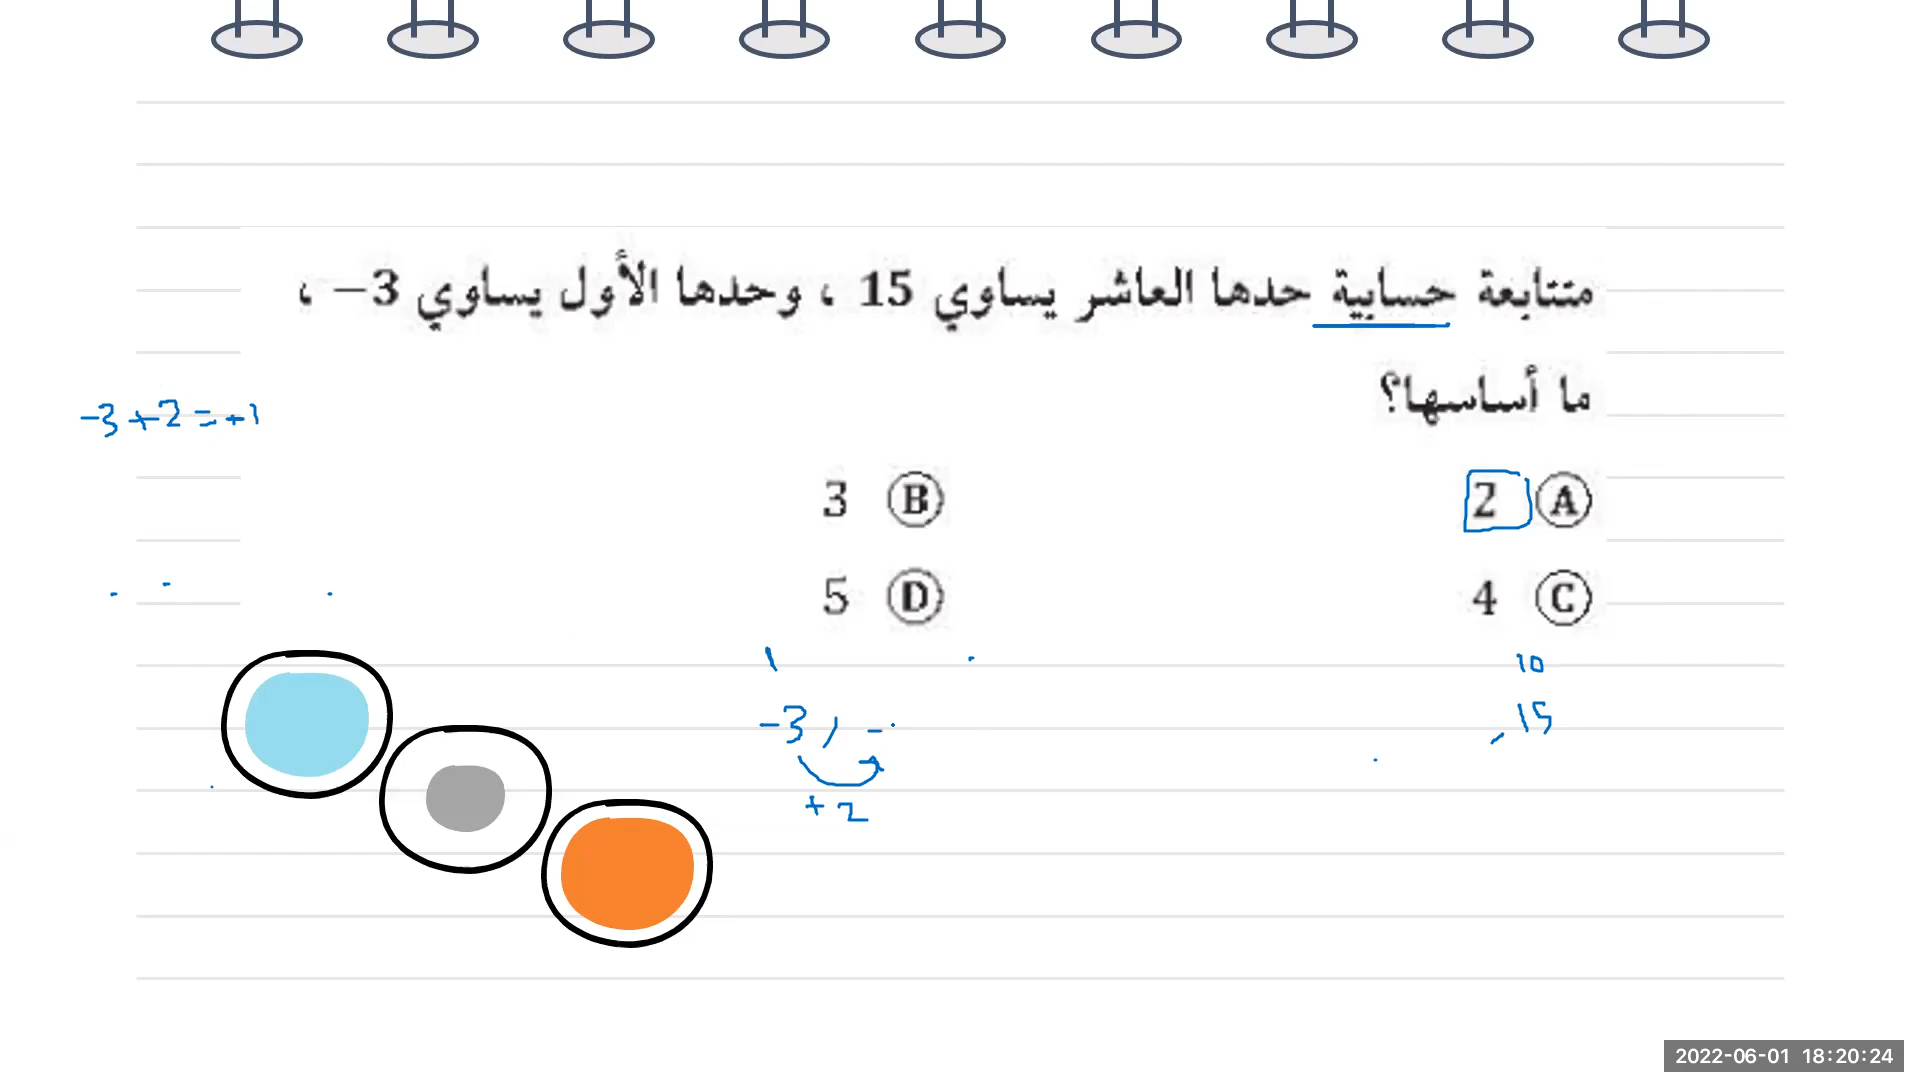 متتابعة حسابية حدها العاشر يساوي 15 ، وحدها الأول يساوي 3− ،
ما أساسها؟
-3+2=+1
A 2
B 3
C 4
D 5
1
10
-3 , -
, 15
+2
2022-06-01 18:20:24